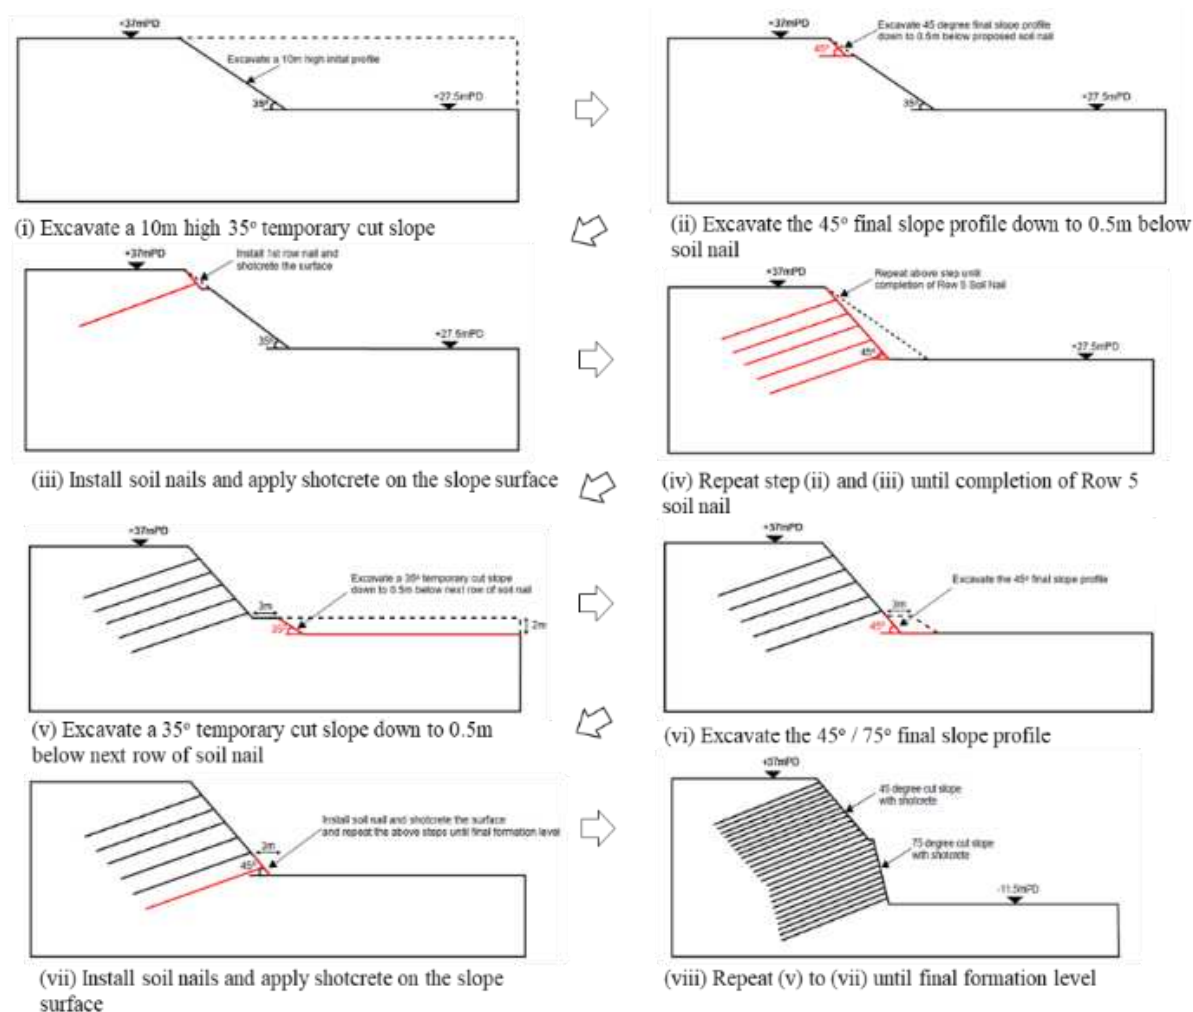 +37mPD
Excavate a 10m high initial profile
+27.5mPD
35°
(i) Excavate a 10m high 35° temporary cut slope
+37mPD
Excavate 45 degree final slope profile
down to 0.5m below proposed soil nail
45°
+27.5mPD
35°
(ii) Excavate the 45° final slope profile down to 0.5m below
soil nail
+37mPD
Install 1st row nail and
shotcrete the surface
+27.5mPD
35°
(iii) Install soil nails and apply shotcrete on the slope surface
+37mPD
Repeat above step until
completion of Row 5 Soil Nail
45°
+27.5mPD
(iv) Repeat step (ii) and (iii) until completion of Row 5
soil nail
+37mPD
Excavate a 35° temporary cut slope
down to 0.5m below next row of soil nail
3m
35°
2m
(v) Excavate a 35° temporary cut slope down to 0.5m
below next row of soil nail
+37mPD
Excavate the 45° final slope profile
3m
45°
(vi) Excavate the 45° / 75° final slope profile
Install soil nail and shotcrete the surface
and repeat the above steps until final formation level
3m
45°
(vii) Install soil nails and apply shotcrete on the slope
surface
+37mPD
45 degree cut slope
with shotcrete
75 degree cut slope
with shotcrete
-11.5mPD
(viii) Repeat (v) to (vii) until final formation level